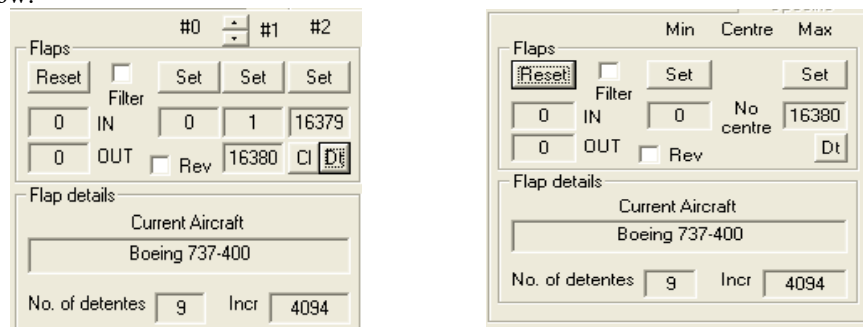 #0 #1 #2
Flaps
Reset Set Set Set
Filter
0 IN 0 1 16379
0 OUT Rev 16380 Cl Dt
Flap details
Current Aircraft
Boeing 737-400
No. of detentes 9 Incr 4094
Min Centre Max
Flaps
Reset Set Set
Filter
0 IN 0 No centre 16380
0 OUT Rev Dt
Flap details
Current Aircraft
Boeing 737-400
No. of detentes 9 Incr 4094